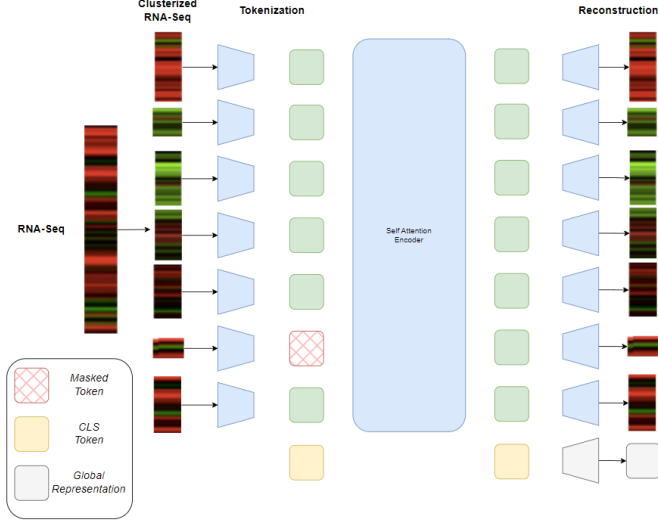 Clusterized
RNA-Seq
Tokenization
Reconstruction
RNA-Seq
Self Attention
Encoder
Masked
Token
CLS
Token
Global
Representation